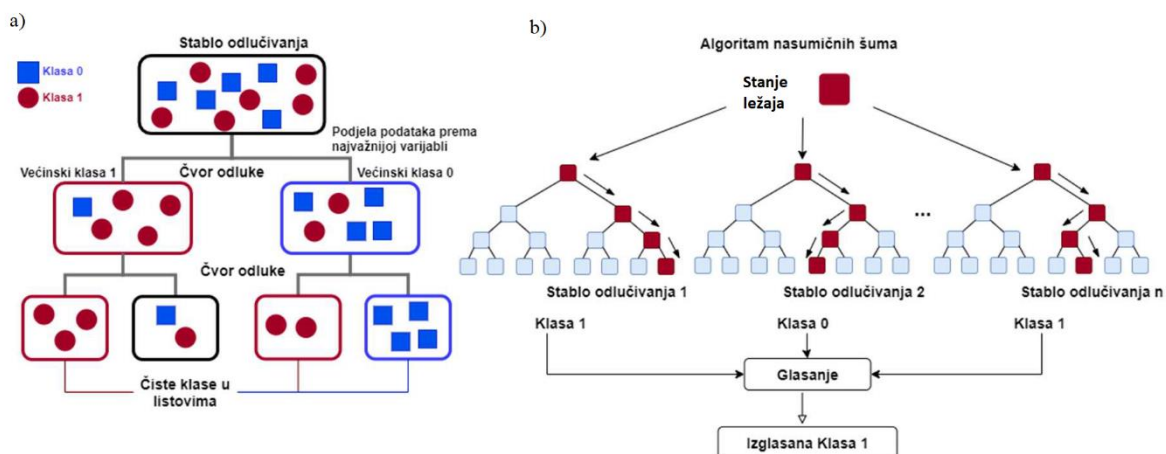 a)
Stablo odlučivanja
Klasa 0
Klasa 1
Podjela podataka prema
najvažnijoj varijabli
Većinski klasa 1
Čvor odluke
Većinski klasa 0
Čvor odluke
Čiste klase u
listovima
b)
Algoritam nasumičnih šuma
Stanje
ležaja
...
Stablo odlučivanja 1
Stablo odlučivanja 2
Stablo odlučivanja n
Klasa 1
Klasa 0
Klasa 1
Glasanje
Izglasana Klasa 1